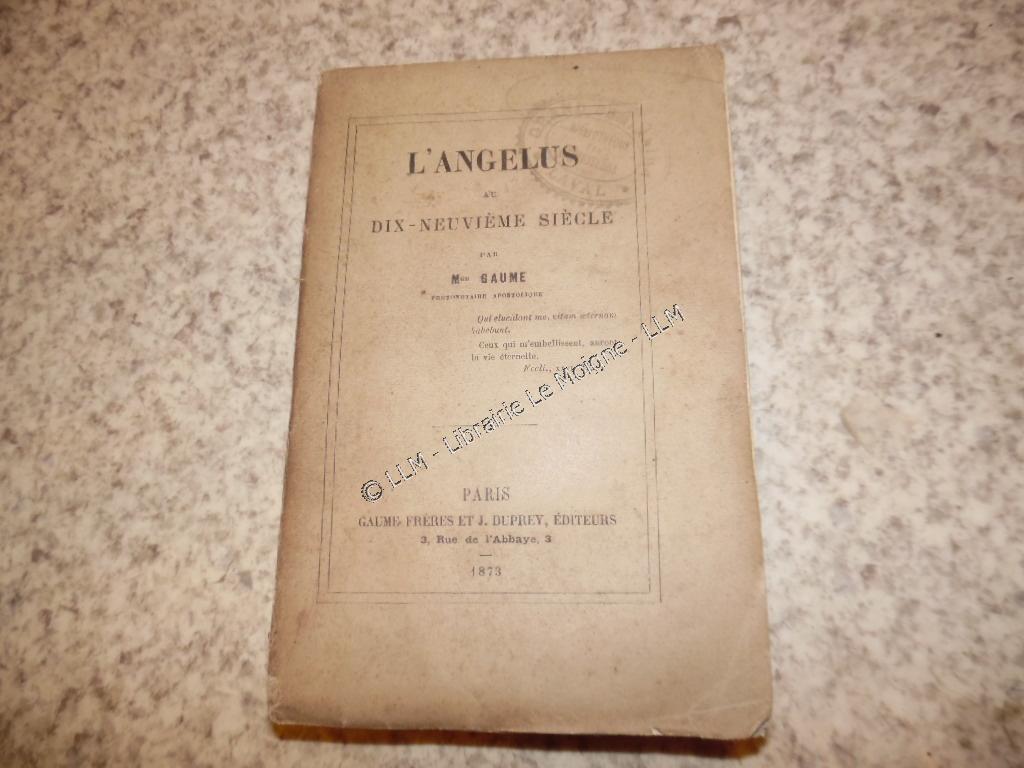 L'ANGELUS
AU
DIX-NEUVIÈME SIÈCLE
PAR
Mgr GAUME
PROTONOTAIRE APOSTOLIQUE
Qui elucidant me, vitam æternam
habebunt.
Ceux qui m'embellissent, auront
la vie éternelle.
Eccli.,
© LLM - Librairie Le Moigne - LLM
PARIS
GAUME FRÈRES ET J. DUPREY, ÉDITEURS
3, Rue de l'Abbaye, 3
1873
LAVAL